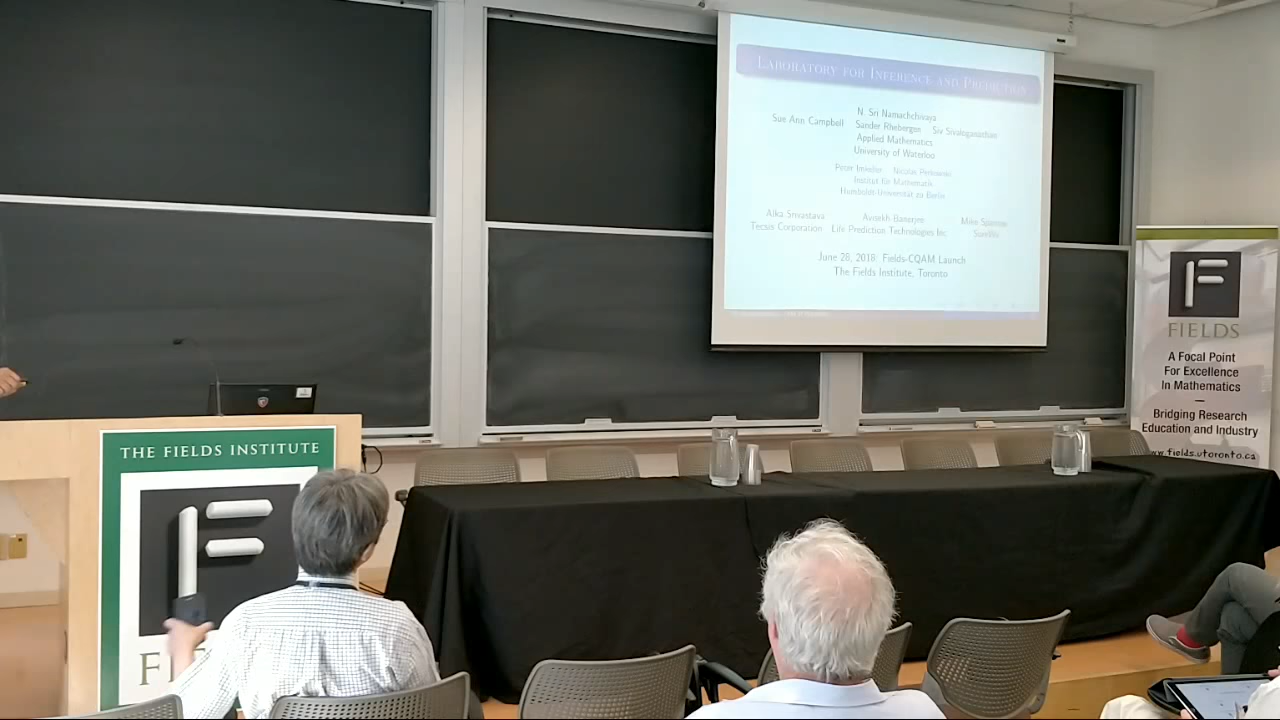 LABORATORY FOR INFERENCE AND PREDICTION
N. Sri Namachchivaya
Sue Ann Campbell Sander Rhebergen Siv Sivaloganathan
Applied Mathematics
University of Waterloo
Peter Imkeller Nicolas Perkowski
Institut für Mathematik
Humboldt-Universität zu Berlin
Alka Srivastava Avisekh Banerjee Mike
Tecsis Corporation Life Prediction Technologies Inc
June 28, 2018: Fields-CQAM Launch
The Fields Institute, Toronto
FIELDS
A Focal Point
For Excellence
In Mathematics
Bridging Research
Education and Industry
www.fields.utoronto.ca
THE FIELDS INSTITUTE